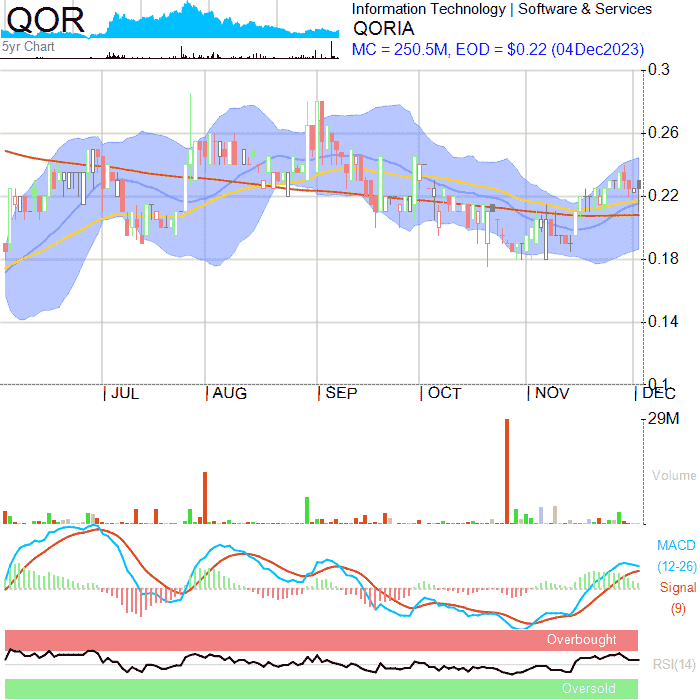 QOR
5yr Chart
Information Technology | Software & Services
QORIA
MC = 250.5M, EOD = $0.22 (04Dec2023)
0.3
0.26
0.22
0.18
0.14
0.1
JUL AUG SEP OCT NOV DEC
29M
Volume
MACD
(12-26)
Signal
(9)
Overbought
RSI(14)
Oversold